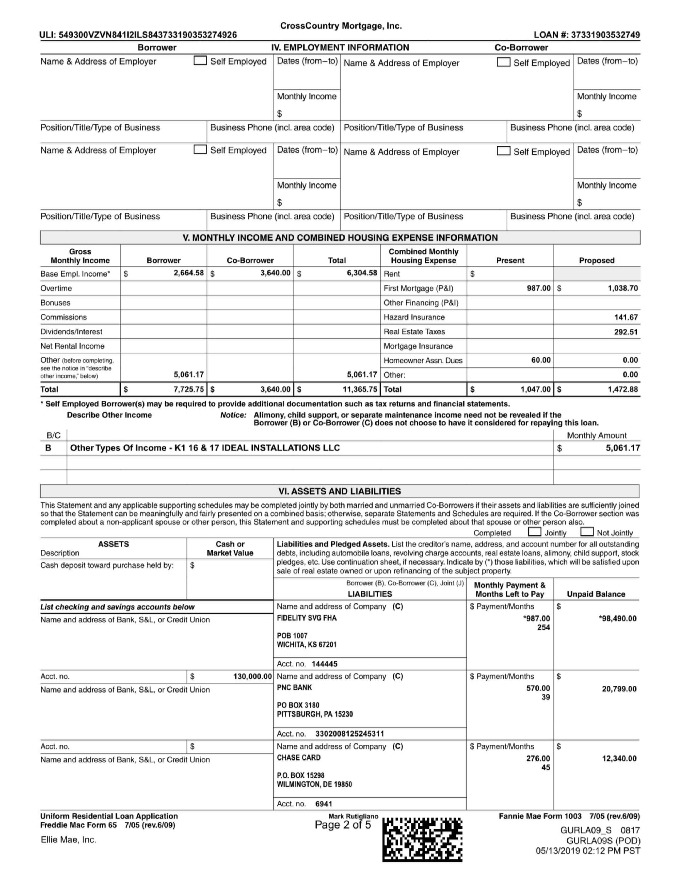 CrossCountry Mortgage, Inc.
ULI: 549300VZVN841I2ILS843733190353274926 LOAN #: 37331903532749
Borrower IV. EMPLOYMENT INFORMATION Co-Borrower
Name & Address of Employer Self Employed Dates (from–to) Name & Address of Employer Self Employed Dates (from–to)
Monthly Income Monthly Income
$ $
Position/Title/Type of Business Business Phone (incl. area code) Position/Title/Type of Business Business Phone (incl. area code)
Name & Address of Employer Self Employed Dates (from–to) Name & Address of Employer Self Employed Dates (from–to)
Monthly Income Monthly Income
$ $
Position/Title/Type of Business Business Phone (incl. area code) Position/Title/Type of Business Business Phone (incl. area code)
V. MONTHLY INCOME AND COMBINED HOUSING EXPENSE INFORMATION
Gross Monthly Income Borrower Co-Borrower Total Combined Monthly Housing Expense Present Proposed
Base Empl. Income* $ 2,664.58 $ 3,640.00 $ 6,304.58 Rent $
Overtime First Mortgage (P&I) 987.00 $ 1,038.70
Bonuses Other Financing (P&I)
Commissions Hazard Insurance 141.67
Dividends/Interest Real Estate Taxes 292.51
Net Rental Income Mortgage Insurance
Other (before completing, Homeowner Assn. Dues 60.00 0.00
see the notice in "describe
other income," below) 5,061.17 5,061.17 Other: 0.00
Total $ 7,725.75 $ 3,640.00 $ 11,365.75 Total $ 1,047.00 $ 1,472.88
* Self Employed Borrower(s) may be required to provide additional documentation such as tax returns and financial statements.
Describe Other Income Notice: Alimony, child support, or separate maintenance income need not be revealed if the
Borrower (B) or Co-Borrower (C) does not choose to have it considered for repaying this loan.
B/C Monthly Amount
B Other Types Of Income - K1 16 & 17 IDEAL INSTALLATIONS LLC $ 5,061.17
VI. ASSETS AND LIABILITIES
This Statement and any applicable supporting schedules may be completed jointly by both married and unmarried Co-Borrowers if their assets and liabilities are sufficiently joined
so that the Statement can be meaningfully and fairly presented on a combined basis; otherwise, separate Statements and Schedules are required. If the Co-Borrower section was
completed about a non-applicant spouse or other person, this Statement and supporting schedules must be completed about that spouse or other person also.
Completed Jointly Not Jointly
ASSETS Cash or Market Value
Description
Cash deposit toward purchase held by: $
Liabilities and Pledged Assets. List the creditor's name, address, and account number for all outstanding
debts, including automobile loans, revolving charge accounts, real estate loans, alimony, child support, stock
pledges, etc. Use continuation sheet, if necessary. Indicate by (*) those liabilities, which will be satisfied upon
sale of real estate owned or upon refinancing of the subject property.
Borrower (B), Co-Borrower (C), Joint (J)
LIABILITIES Monthly Payment & Months Left to Pay Unpaid Balance
List checking and savings accounts below Name and address of Company (C) $ Payment/Months $
Name and address of Bank, S&L, or Credit Union FIDELITY SVG FHA *987.00 *98,490.00
254
POB 1007
WICHITA, KS 67201
Acct. no. 144445
Acct. no. $ 130,000.00 Name and address of Company (C) $ Payment/Months $
Name and address of Bank, S&L, or Credit Union PNC BANK 570.00 20,799.00
39
PO BOX 3180
PITTSBURGH, PA 15230
Acct. no. 3302008125245311
Acct. no. $ Name and address of Company (C) $ Payment/Months $
Name and address of Bank, S&L, or Credit Union CHASE CARD 276.00 12,340.00
45
P.O. BOX 15298
WILMINGTON, DE 19850
Acct. no. 6941
Uniform Residential Loan Application Mark Rutigliano Fannie Mae Form 1003 7/05 (rev.6/09)
Freddie Mac Form 65 7/05 (rev.6/09) Page 2 of 5
GURLA09_S 0817
Ellie Mae, Inc. GURLA09S (POD)
05/13/2019 02:12 PM PST